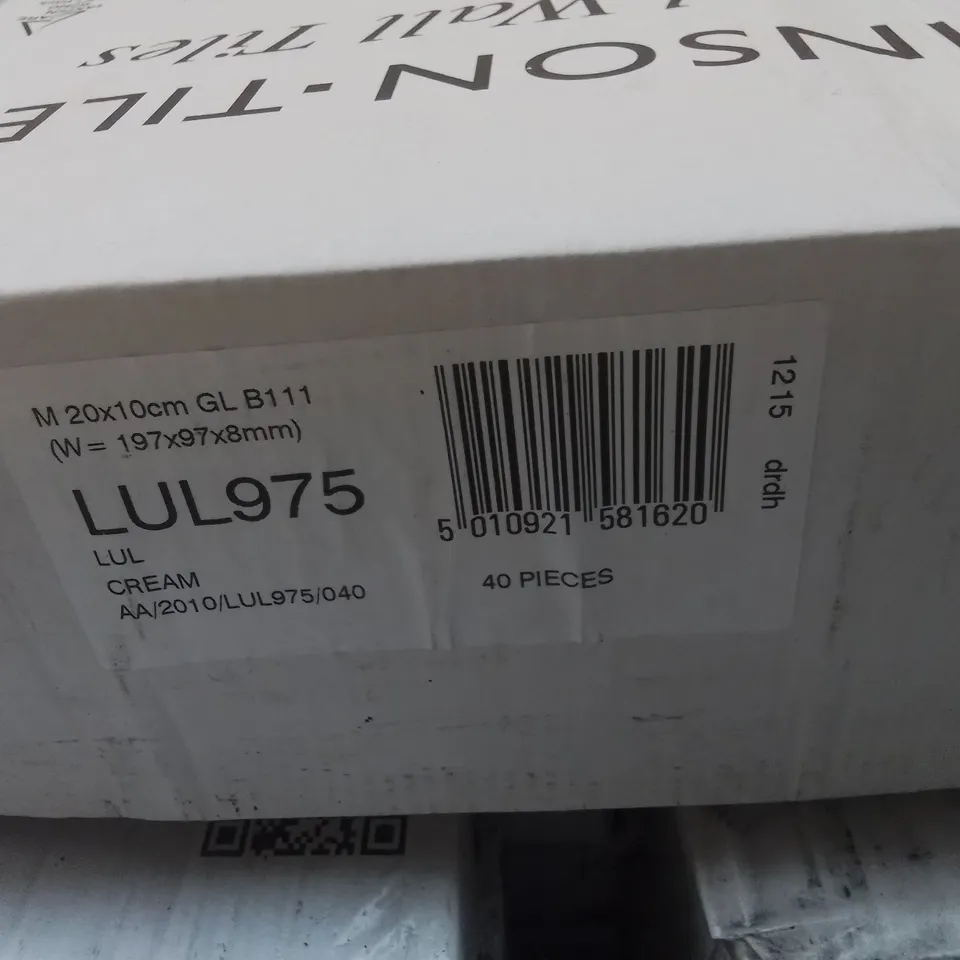 NSON · TILE
Wall Tiles
M 20x10cm GL B111
(W = 197x97x8mm)
LUL975
LUL
CREAM
AA/2010/LUL975/040
5 010921 581620
40 PIECES
1215 drdh